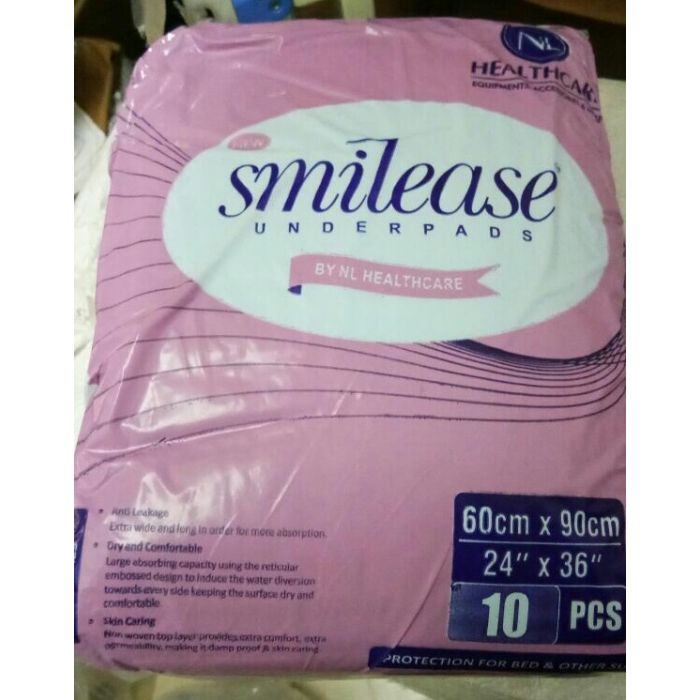 NL
HEALTHCARE
EQUIPMENTS, ACCESSORIES &
NEW
smilease
UNDERPADS
BY NL HEALTHCARE
• Anti Leakage
Extra wide and long in order for more absorption.
• Dry and Comfortable
Large absorbing capacity using the reticular
embossed design to induce the water diversion
towards every side keeping the surface dry and
comfortable.
• Skin Caring
Non woven top layer provides extra comfort, extra
permeability, making it damp proof & skin caring.
60cm x 90cm
24" x 36"
10 PCS
PROTECTION FOR BED & OTHER